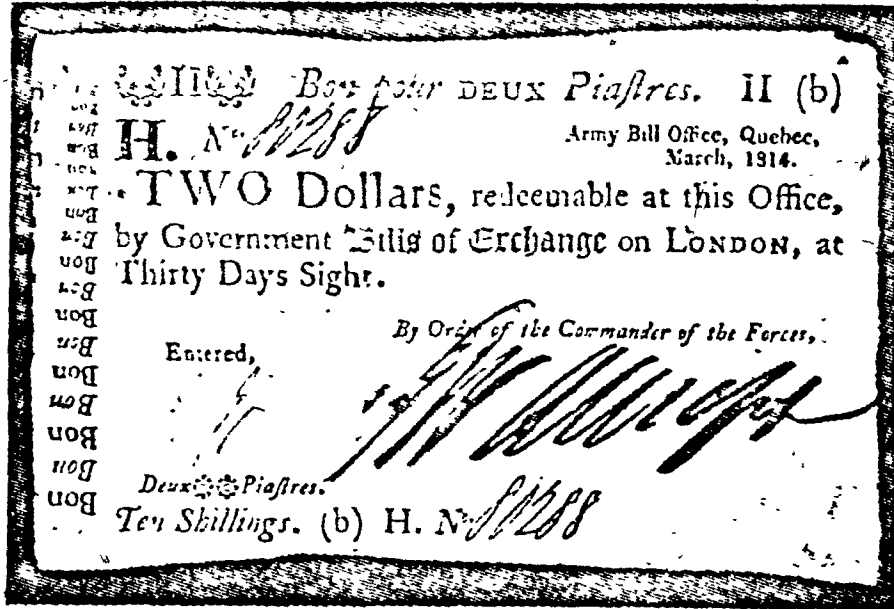 II Bon pour DEUX Piaſtres. II (b)
H. No.
Army Bill Office, Quebec,
March, 1814.
TWO Dollars, redeemable at this Office,
by Government Bills of Exchange on LONDON, at
Thirty Days Sight.
By Order of the Commander of the Forces,
Entered,
Deux Piaſtres.
Ten Shillings. (b) H. No
Bon
Bon
Bon
Bon
Bon
Bon
Bon
Bon
Bon
Bon
Bon
Bon
Bon